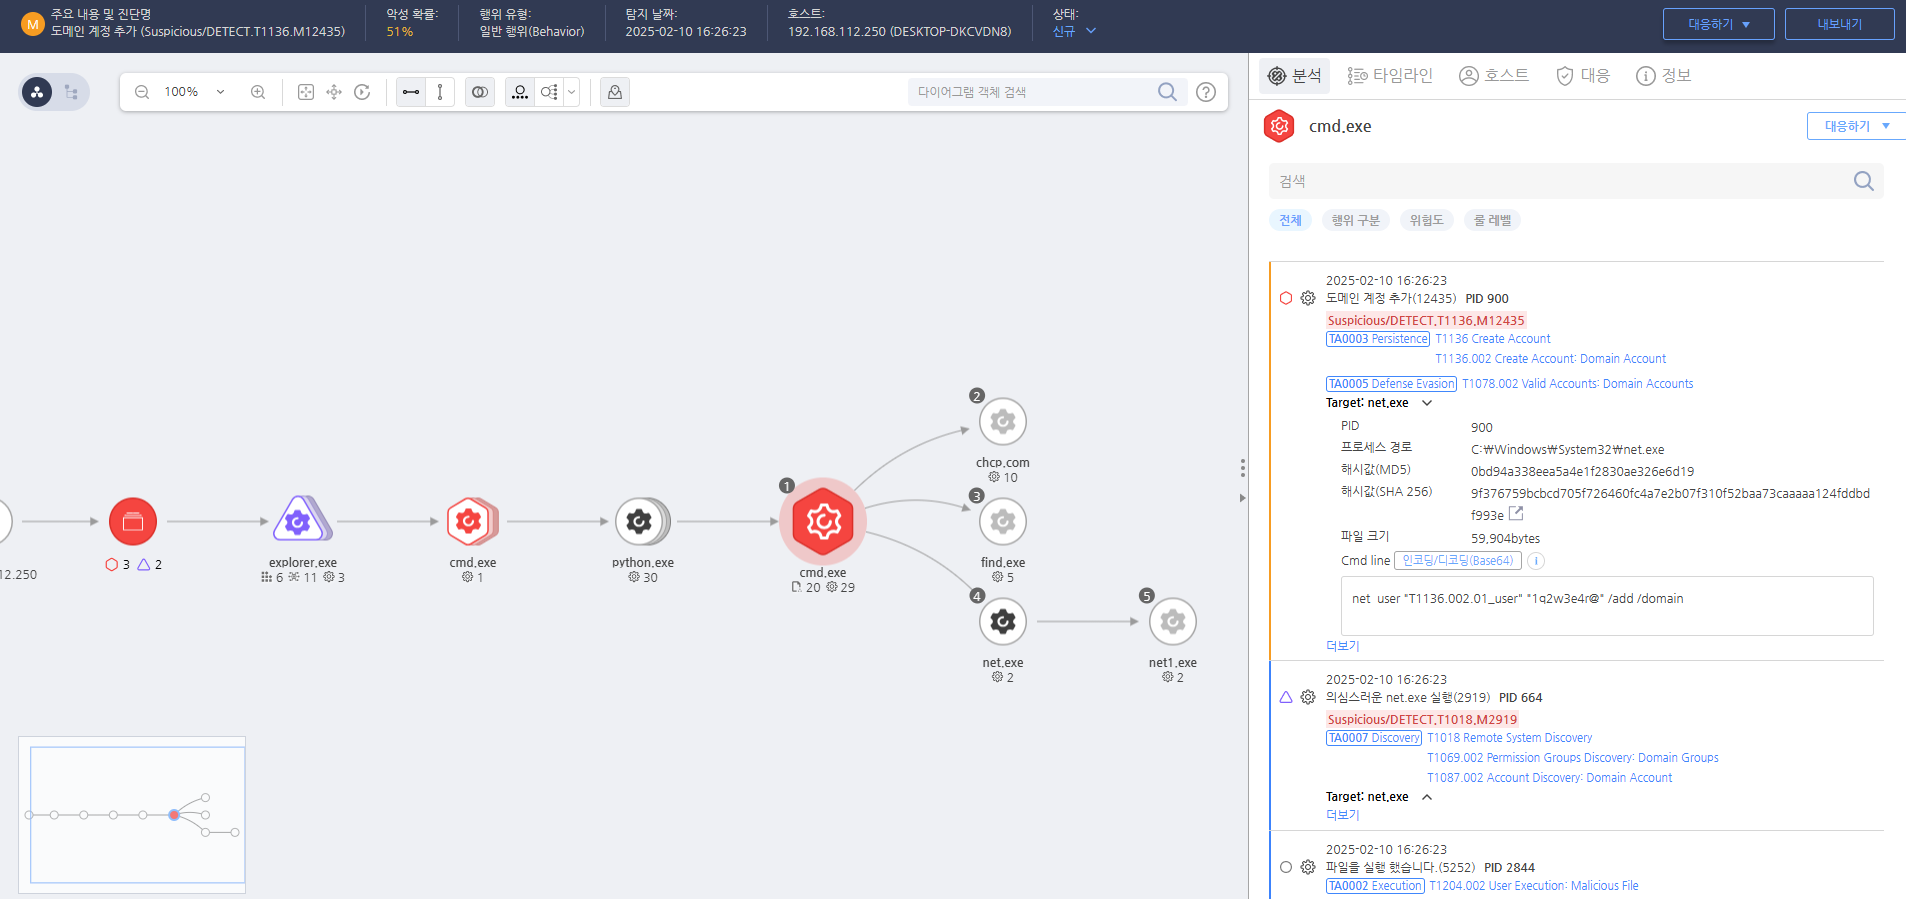 M
주요 내용 및 진단명
도메인 계정 추가 (Suspicious/DETECT.T1136.M12435)
악성 확률:
51%
행위 유형:
일반 행위(Behavior)
탐지 날짜:
2025-02-10 16:26:23
호스트:
192.168.112.250 (DESKTOP-DKCVDN8)
상태:
신규
대응하기
내보내기
100%
다이어그램 객체 검색
?
12.250
3 2
explorer.exe
6 11 3
cmd.exe
1
python.exe
30
1
cmd.exe
20 29
2
chcp.com
10
3
find.exe
5
4
net.exe
2
5
net1.exe
2
분석
타임라인
호스트
대응
정보
cmd.exe
대응하기
검색
전체
행위 구분
위험도
룰 레벨
2025-02-10 16:26:23
도메인 계정 추가(12435) PID 900
Suspicious/DETECT.T1136.M12435
TA0003 Persistence T1136 Create Account
T1136.002 Create Account: Domain Account
TA0005 Defense Evasion T1078.002 Valid Accounts: Domain Accounts
Target: net.exe
PID 900
프로세스 경로 C:₩Windows₩System32₩net.exe
해시값(MD5) 0bd94a338eea5a4e1f2830ae326e6d19
해시값(SHA 256) 9f376759bcbcd705f726460fc4a7e2b07f310f52baa73caaaaa124fddbd
f993e
파일 크기 59,904bytes
Cmd line 인코딩/디코딩(Base64) i
net user "T1136.002.01_user" "1q2w3e4r@" /add /domain
더보기
2025-02-10 16:26:23
의심스러운 net.exe 실행(2919) PID 664
Suspicious/DETECT.T1018.M2919
TA0007 Discovery T1018 Remote System Discovery
T1069.002 Permission Groups Discovery: Domain Groups
T1087.002 Account Discovery: Domain Account
Target: net.exe
더보기
2025-02-10 16:26:23
파일을 실행 했습니다.(5252) PID 2844
TA0002 Execution T1204.002 User Execution: Malicious File